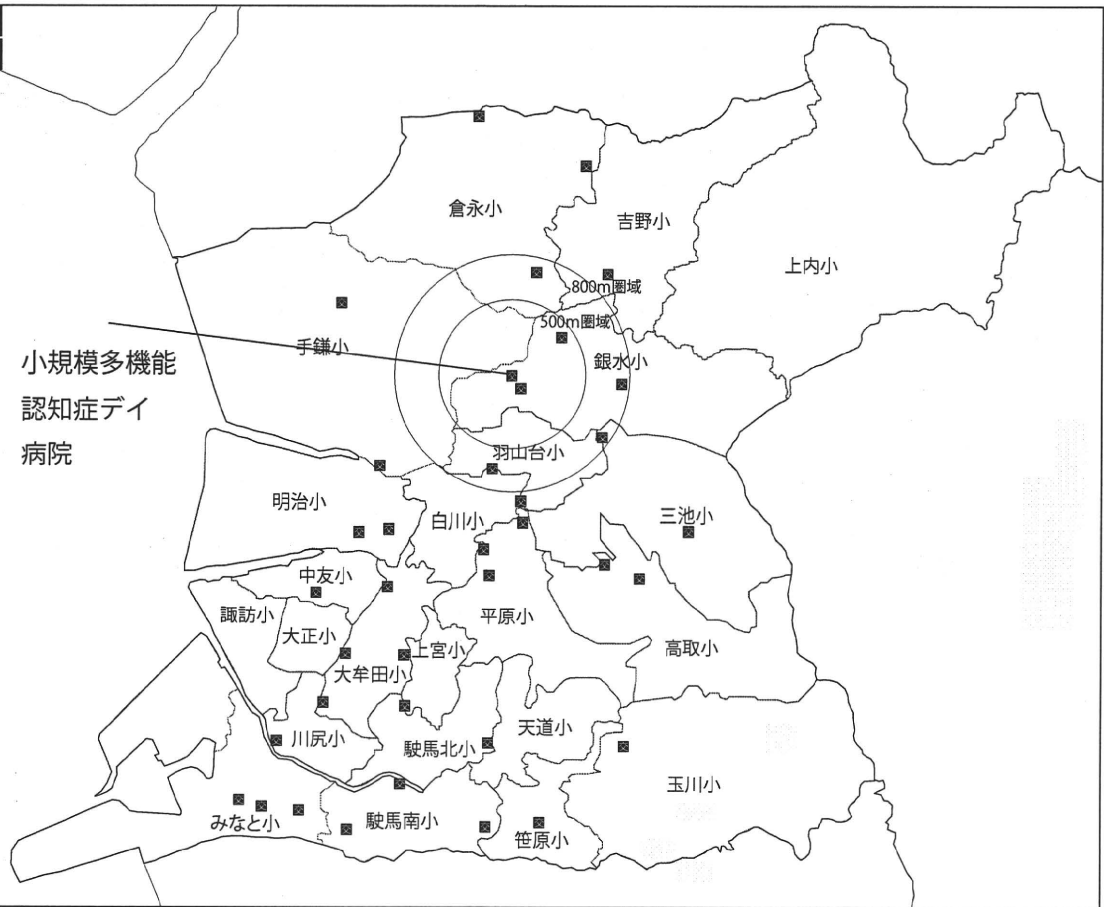 倉永小
吉野小
上内小
800m圏域
500m圏域
手鎌小
銀水小
小規模多機能
認知症デイ
病院
羽山台小
明治小
白川小
三池小
中友小
諏訪小
平原小
大正小
上官小
高取小
大牟田小
天道小
川尻小
駛馬北小
玉川小
みなと小
駛馬南小
笹原小